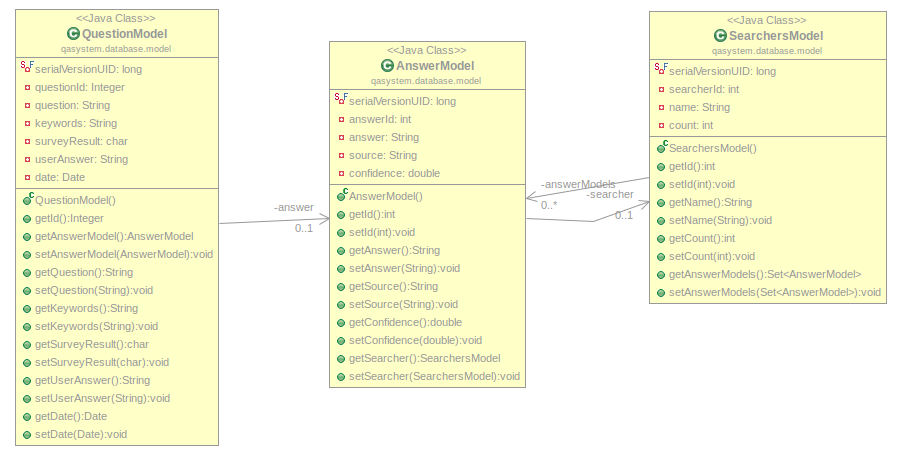 <<Java Class>>
QuestionModel
qasystem.database.model
serialVersionUID: long
questionId: Integer
question: String
keywords: String
surveyResult: char
userAnswer: String
date: Date
QuestionModel()
getId():Integer
getAnswerModel():AnswerModel
setAnswerModel(AnswerModel):void
getQuestion():String
setQuestion(String):void
getKeywords():String
setKeywords(String):void
getSurveyResult():char
setSurveyResult(char):void
getUserAnswer():String
setUserAnswer(String):void
getDate():Date
setDate(Date):void
-answer
0..1
<<Java Class>>
AnswerModel
qasystem.database.model
serialVersionUID: long
answerId: int
answer: String
source: String
confidence: double
AnswerModel()
getId():int
setId(int):void
getAnswer():String
setAnswer(String):void
getSource():String
setSource(String):void
getConfidence():double
setConfidence(double):void
getSearcher():SearchersModel
setSearcher(SearchersModel):void
-answerModels
0..*
-searcher
0..1
<<Java Class>>
SearchersModel
qasystem.database.model
serialVersionUID: long
searcherId: int
name: String
count: int
SearchersModel()
getId():int
setId(int):void
getName():String
setName(String):void
getCount():int
setCount(int):void
getAnswerModels():Set<AnswerModel>
setAnswerModels(Set<AnswerModel>):void